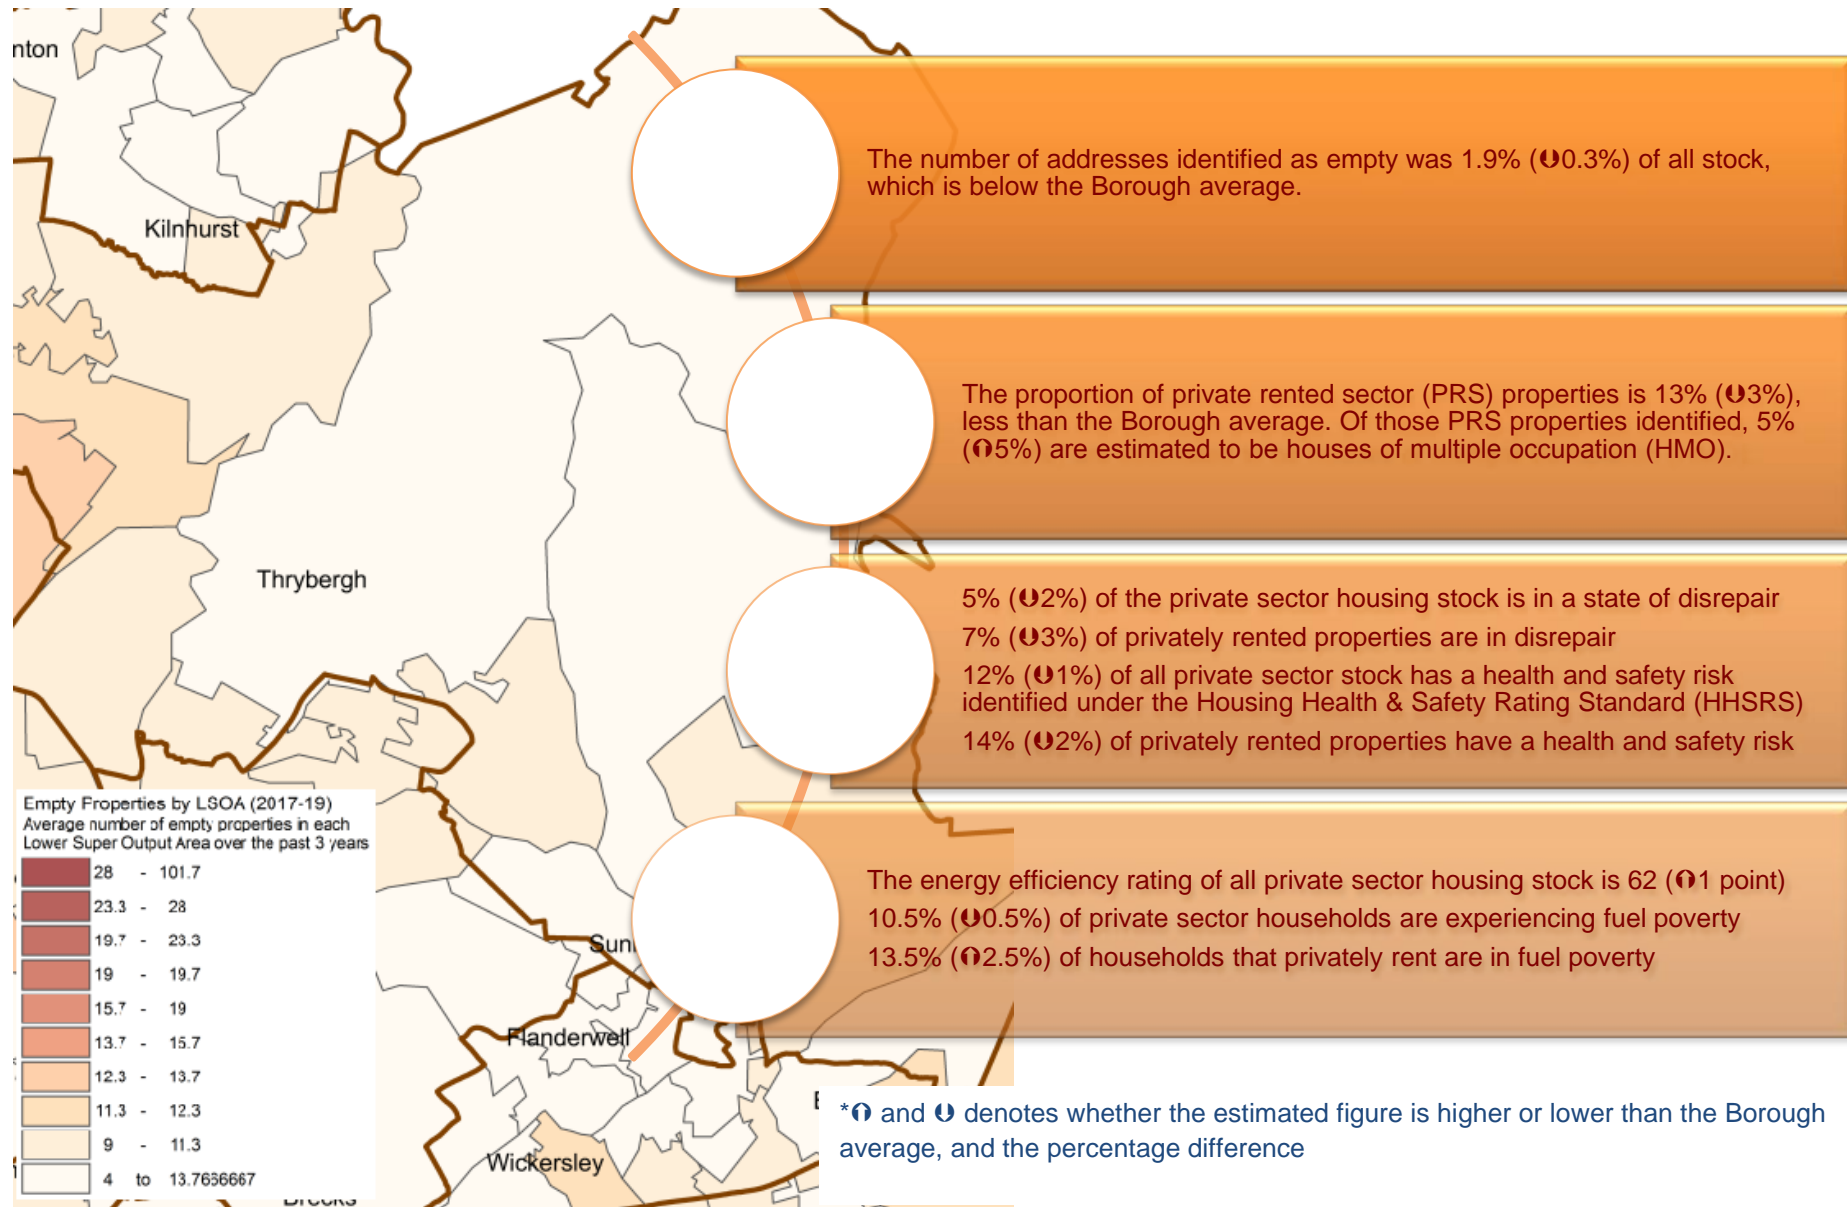 nton
Kilnhurst
Thrybergh
Flanderwell
Wickersley
The number of addresses identified as empty was 1.9% (⮋0.3%) of all stock,
which is below the Borough average.
The proportion of private rented sector (PRS) properties is 13% (⮋3%),
less than the Borough average. Of those PRS properties identified, 5%
(⮉5%) are estimated to be houses of multiple occupation (HMO).
5% (⮋2%) of the private sector housing stock is in a state of disrepair
7% (⮋3%) of privately rented properties are in disrepair
12% (⮋1%) of all private sector stock has a health and safety risk
identified under the Housing Health & Safety Rating Standard (HHSRS)
14% (⮋2%) of privately rented properties have a health and safety risk
The energy efficiency rating of all private sector housing stock is 62 (⮉1 point)
10.5% (⮋0.5%) of private sector households are experiencing fuel poverty
13.5% (⮉2.5%) of households that privately rent are in fuel poverty
*⮉ and ⮋ denotes whether the estimated figure is higher or lower than the Borough
average, and the percentage difference
Empty Properties by LSOA (2017-19)
Average number of empty properties in each
Lower Super Output Area over the past 3 years
28 - 101.7
23.3 - 28
19.7 - 23.3
19 - 19.7
15.7 - 19
13.7 - 15.7
12.3 - 13.7
11.3 - 12.3
9 - 11.3
4 to 13.7666667